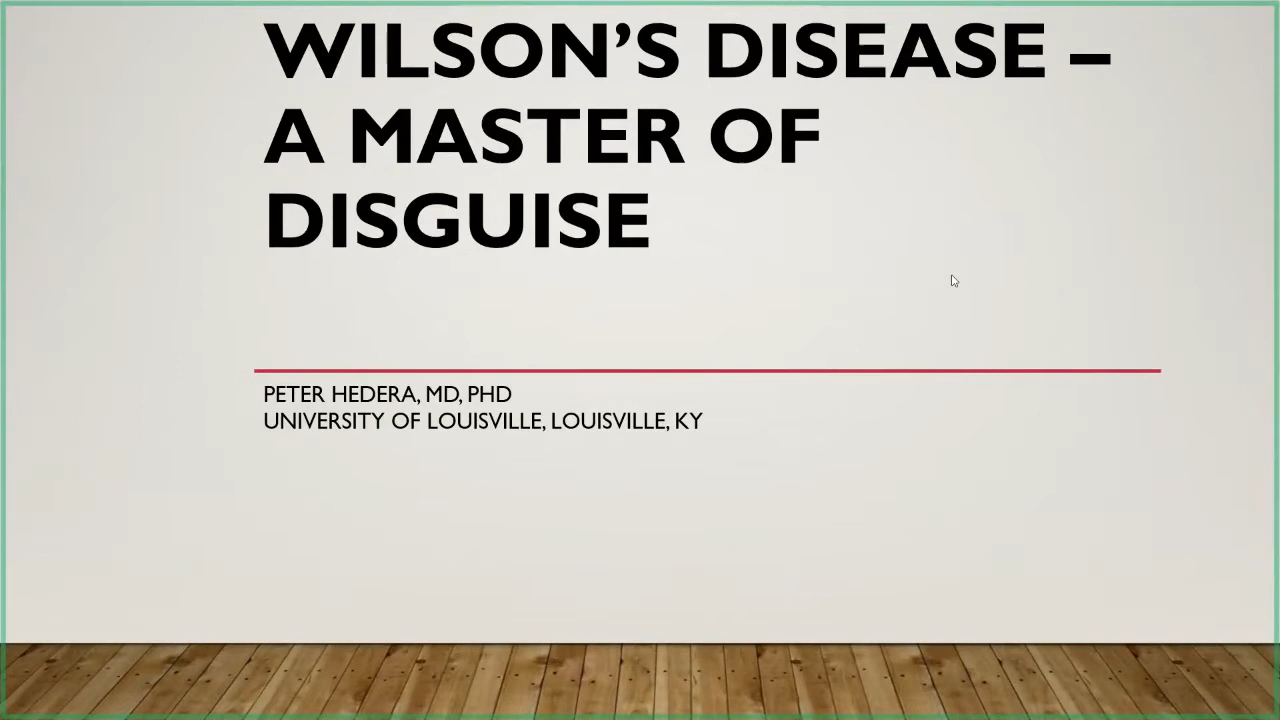 WILSON’S DISEASE –
A MASTER OF
DISGUISE
PETER HEDERA, MD, PHD
UNIVERSITY OF LOUISVILLE, LOUISVILLE, KY